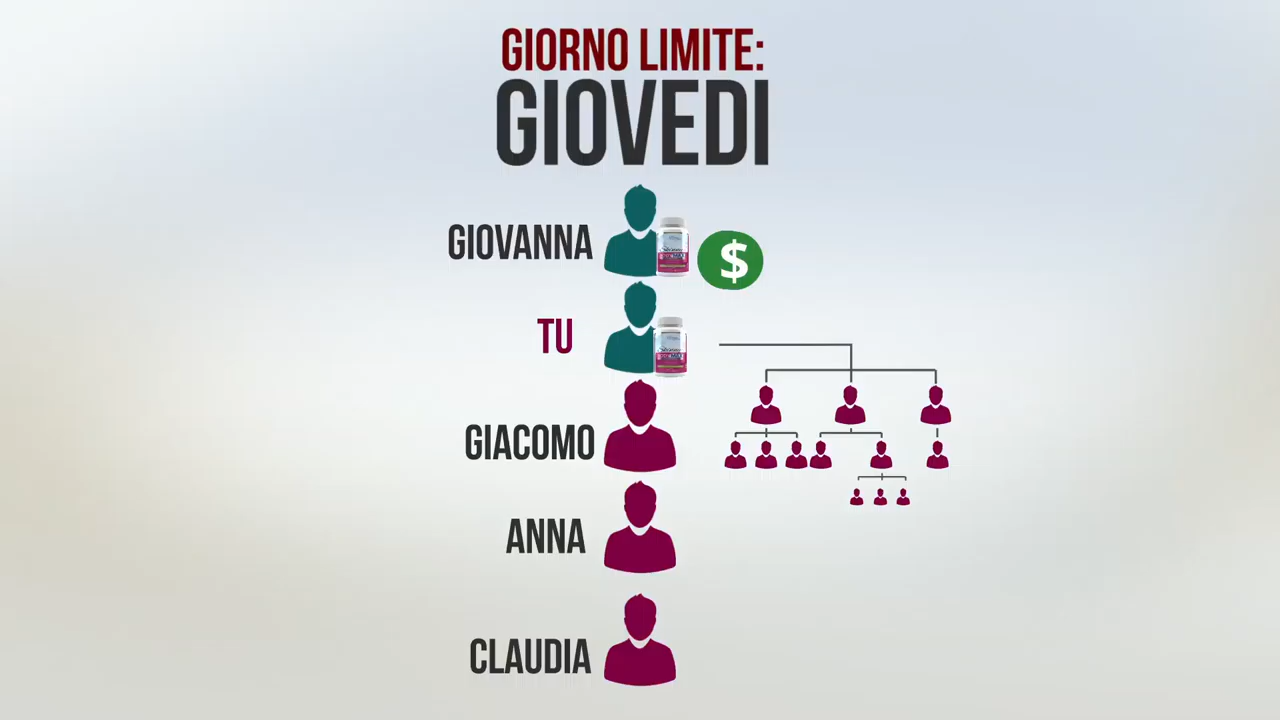 GIORNO LIMITE:
GIOVEDI
GIOVANNA
$
TU
GIACOMO
ANNA
CLAUDIA